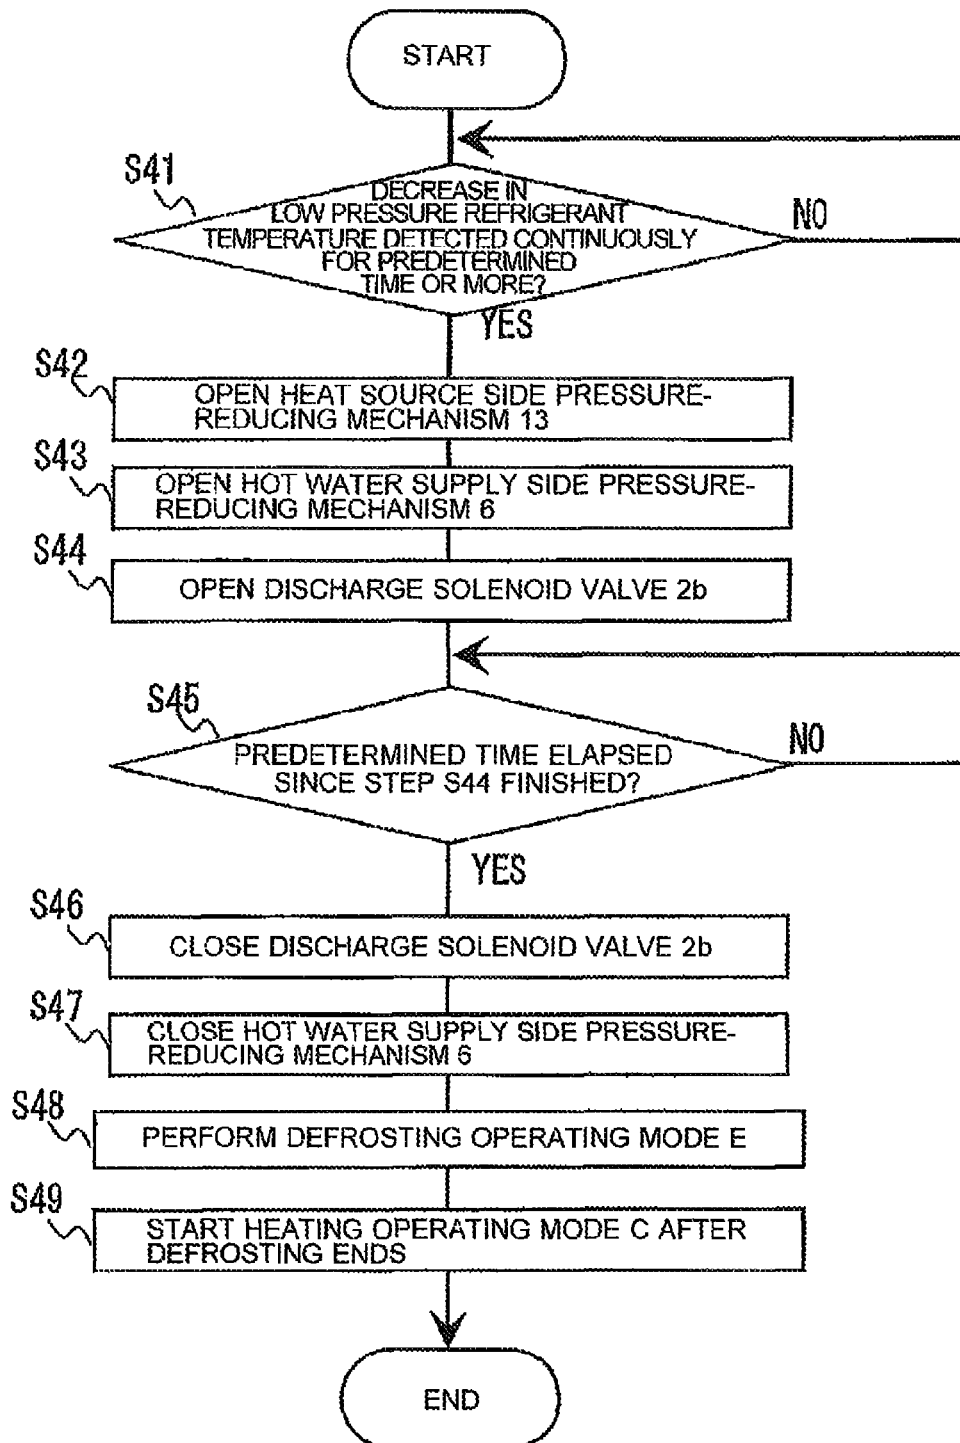 START
S41
DECREASE IN
LOW PRESSURE REFRIGERANT
TEMPERATURE DETECTED CONTINUOUSLY
FOR PREDETERMINED
TIME OR MORE?
NO
YES
S42
OPEN HEAT SOURCE SIDE PRESSURE-
REDUCING MECHANISM 13
S43
OPEN HOT WATER SUPPLY SIDE PRESSURE-
REDUCING MECHANISM 6
S44
OPEN DISCHARGE SOLENOID VALVE 2b
S45
PREDETERMINED TIME ELAPSED
SINCE STEP S44 FINISHED?
NO
YES
S46
CLOSE DISCHARGE SOLENOID VALVE 2b
S47
CLOSE HOT WATER SUPPLY SIDE PRESSURE-
REDUCING MECHANISM 6
S48
PERFORM DEFROSTING OPERATING MODE E
S49
START HEATING OPERATING MODE C AFTER
DEFROSTING ENDS
END